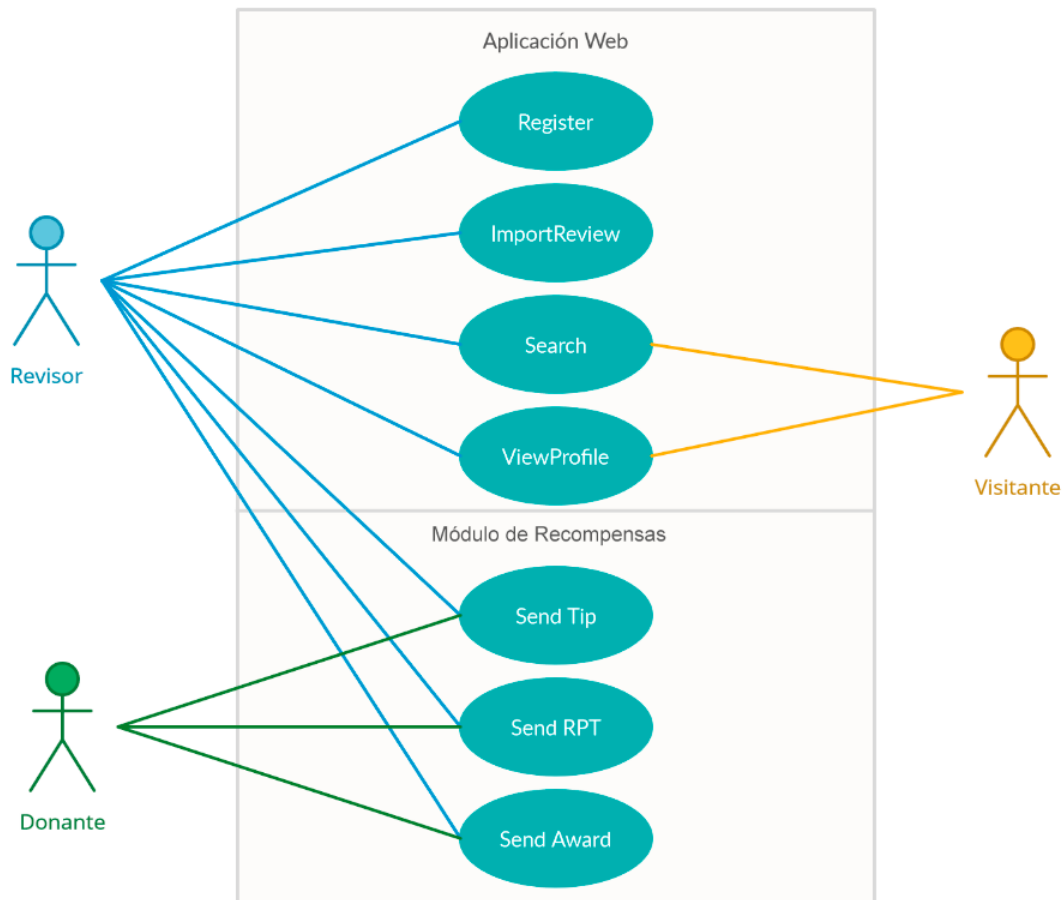 Aplicación Web
Register
ImportReview
Search
ViewProfile
Revisor
Visitante
Módulo de Recompensas
Send Tip
Send RPT
Send Award
Donante